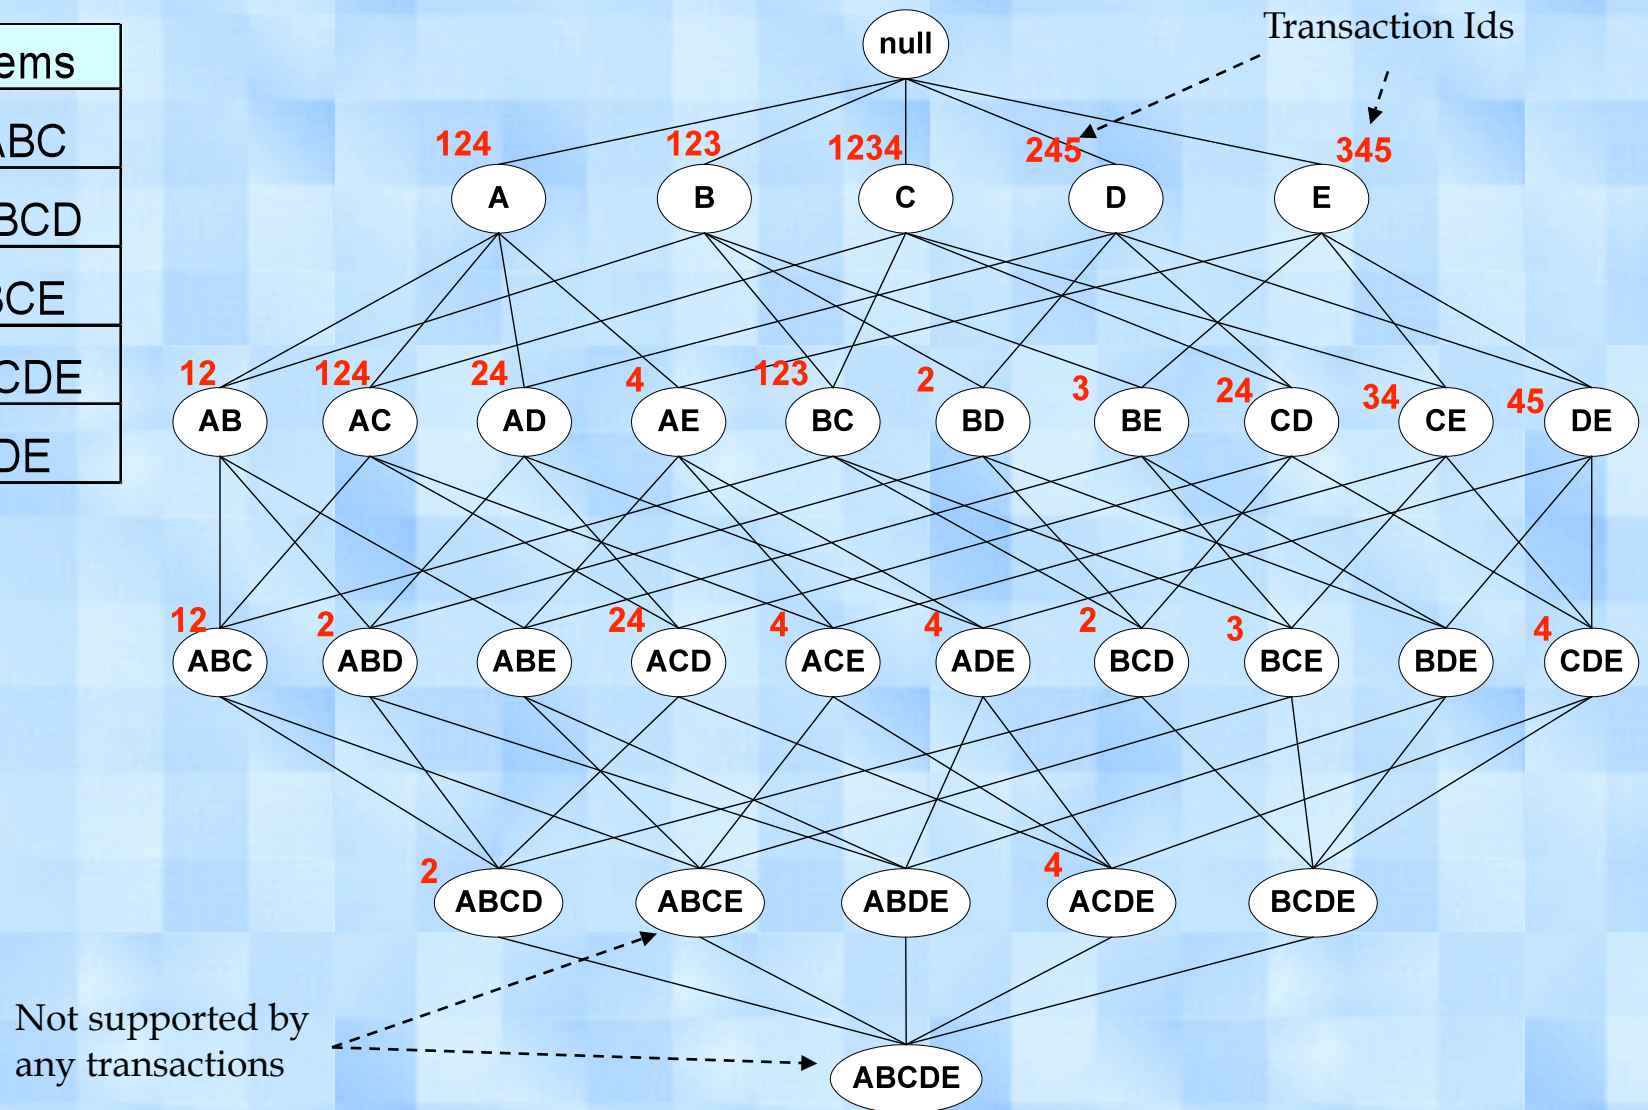 ems
ABC
BCD
BCE
CDE
DE
Transaction Ids
null
124 123 1234 245 345
A B C D E
12 124 24 4 123 2 3 24 34 45
AB AC AD AE BC BD BE CD CE DE
12 2 24 4 4 2 3 4
ABC ABD ABE ACD ACE ADE BCD BCE BDE CDE
2 4
ABCD ABCE ABDE ACDE BCDE
Not supported by
any transactions
ABCDE